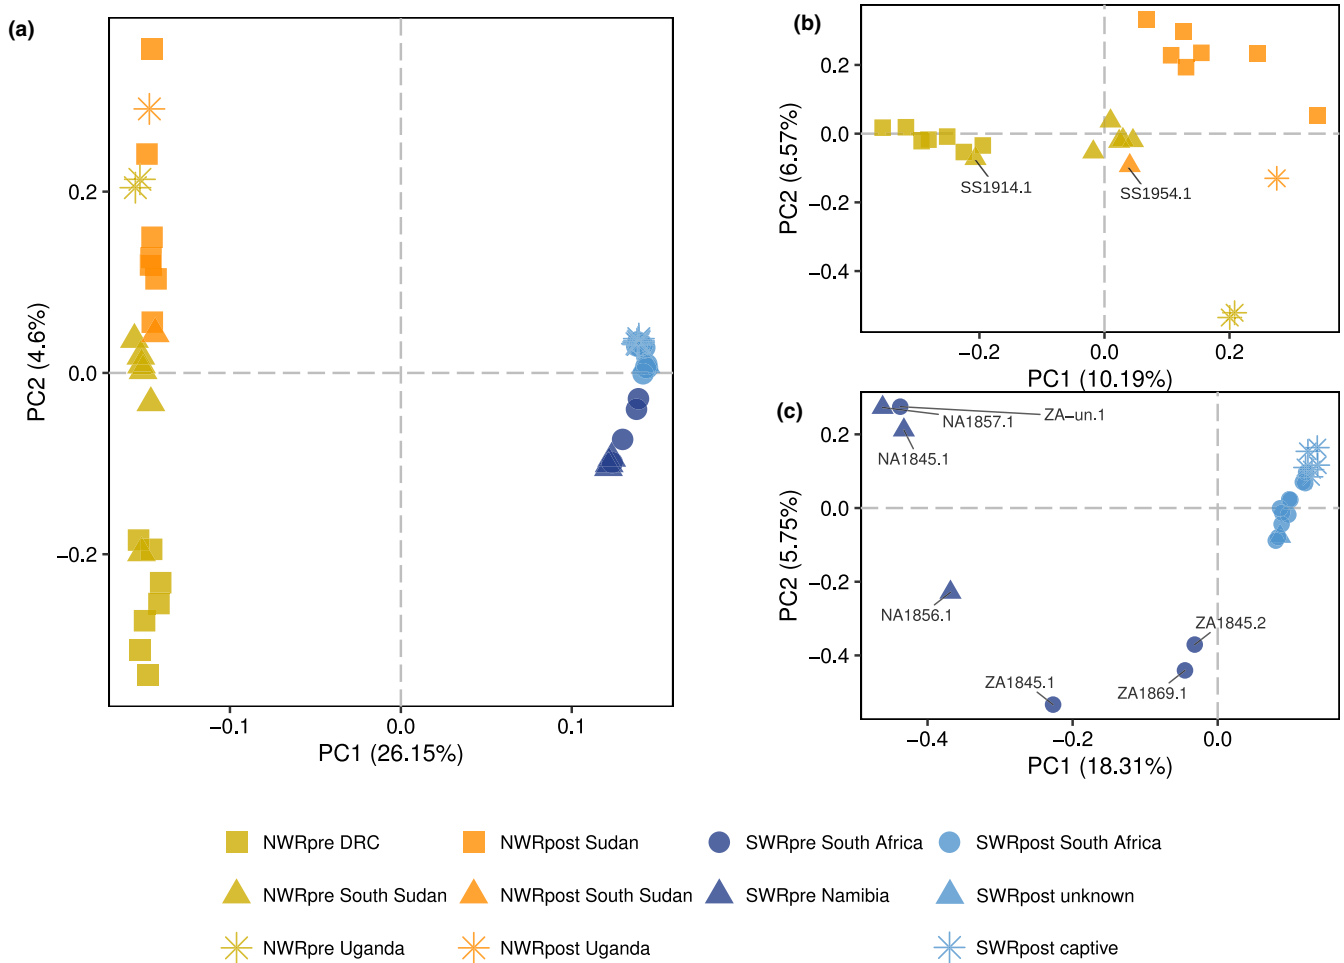 (a)
0.2
0.0
−0.2
PC2 (4.6%)
−0.1
0.0
0.1
PC1 (26.15%)
(b)
0.2
0.0
−0.2
−0.4
PC2 (6.57%)
SS1914.1
SS1954.1
−0.2
0.0
0.2
PC1 (10.19%)
(c)
0.2
0.0
−0.2
−0.4
PC2 (5.75%)
ZA−un.1
NA1857.1
NA1845.1
NA1856.1
ZA1845.2
ZA1845.1
ZA1869.1
−0.4
−0.2
0.0
PC1 (18.31%)
NWRpre DRC
NWRpost Sudan
SWRpre South Africa
SWRpost South Africa
NWRpre South Sudan
NWRpost South Sudan
SWRpre Namibia
SWRpost unknown
NWRpre Uganda
NWRpost Uganda
SWRpost captive